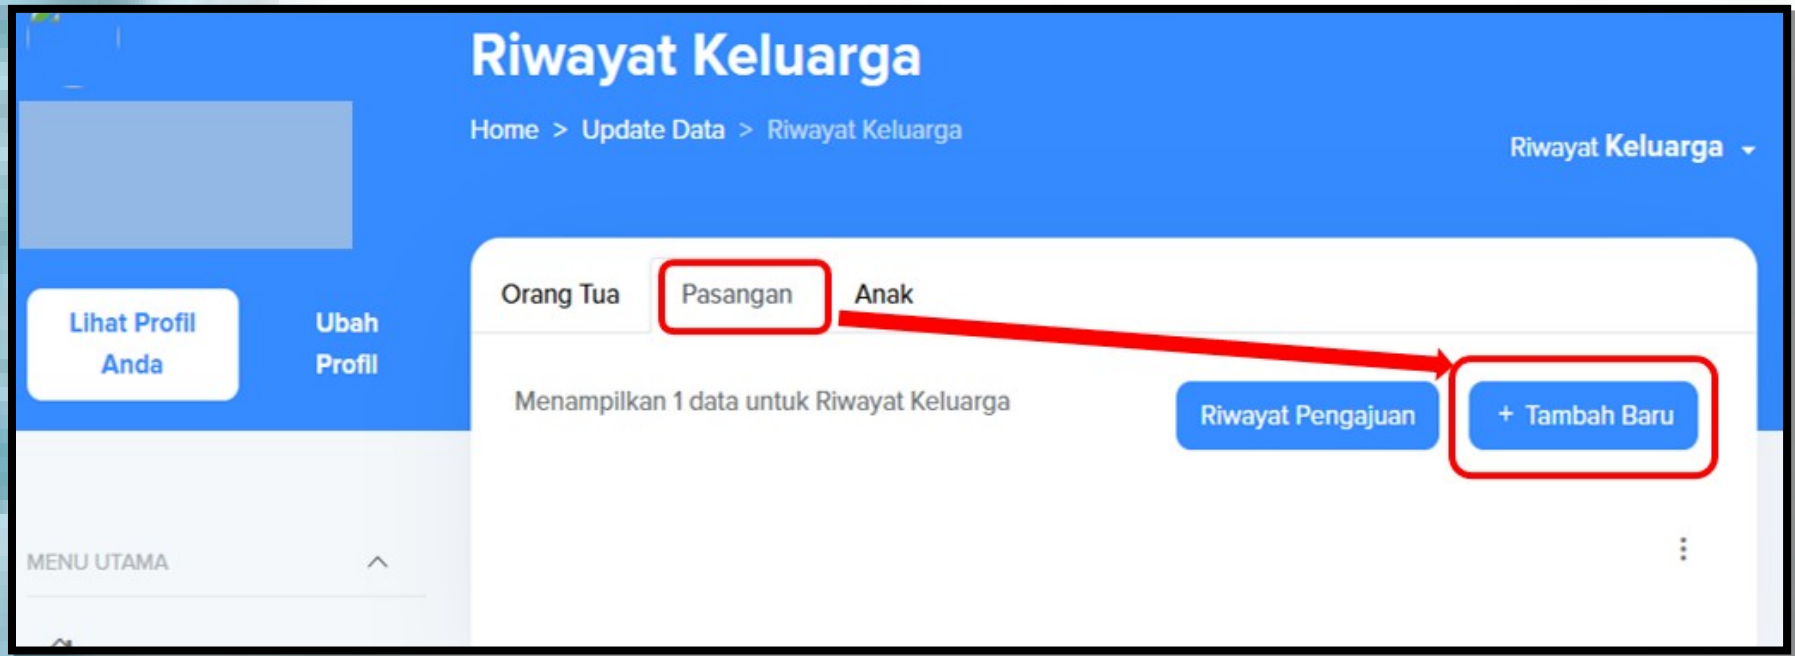 Riwayat Keluarga
Home > Update Data > Riwayat Keluarga
Riwayat Keluarga
Lihat Profil
Anda
Ubah
Profil
Orang Tua
Pasangan
Anak
Menampilkan 1 data untuk Riwayat Keluarga
Riwayat Pengajuan
+ Tambah Baru
MENU UTAMA